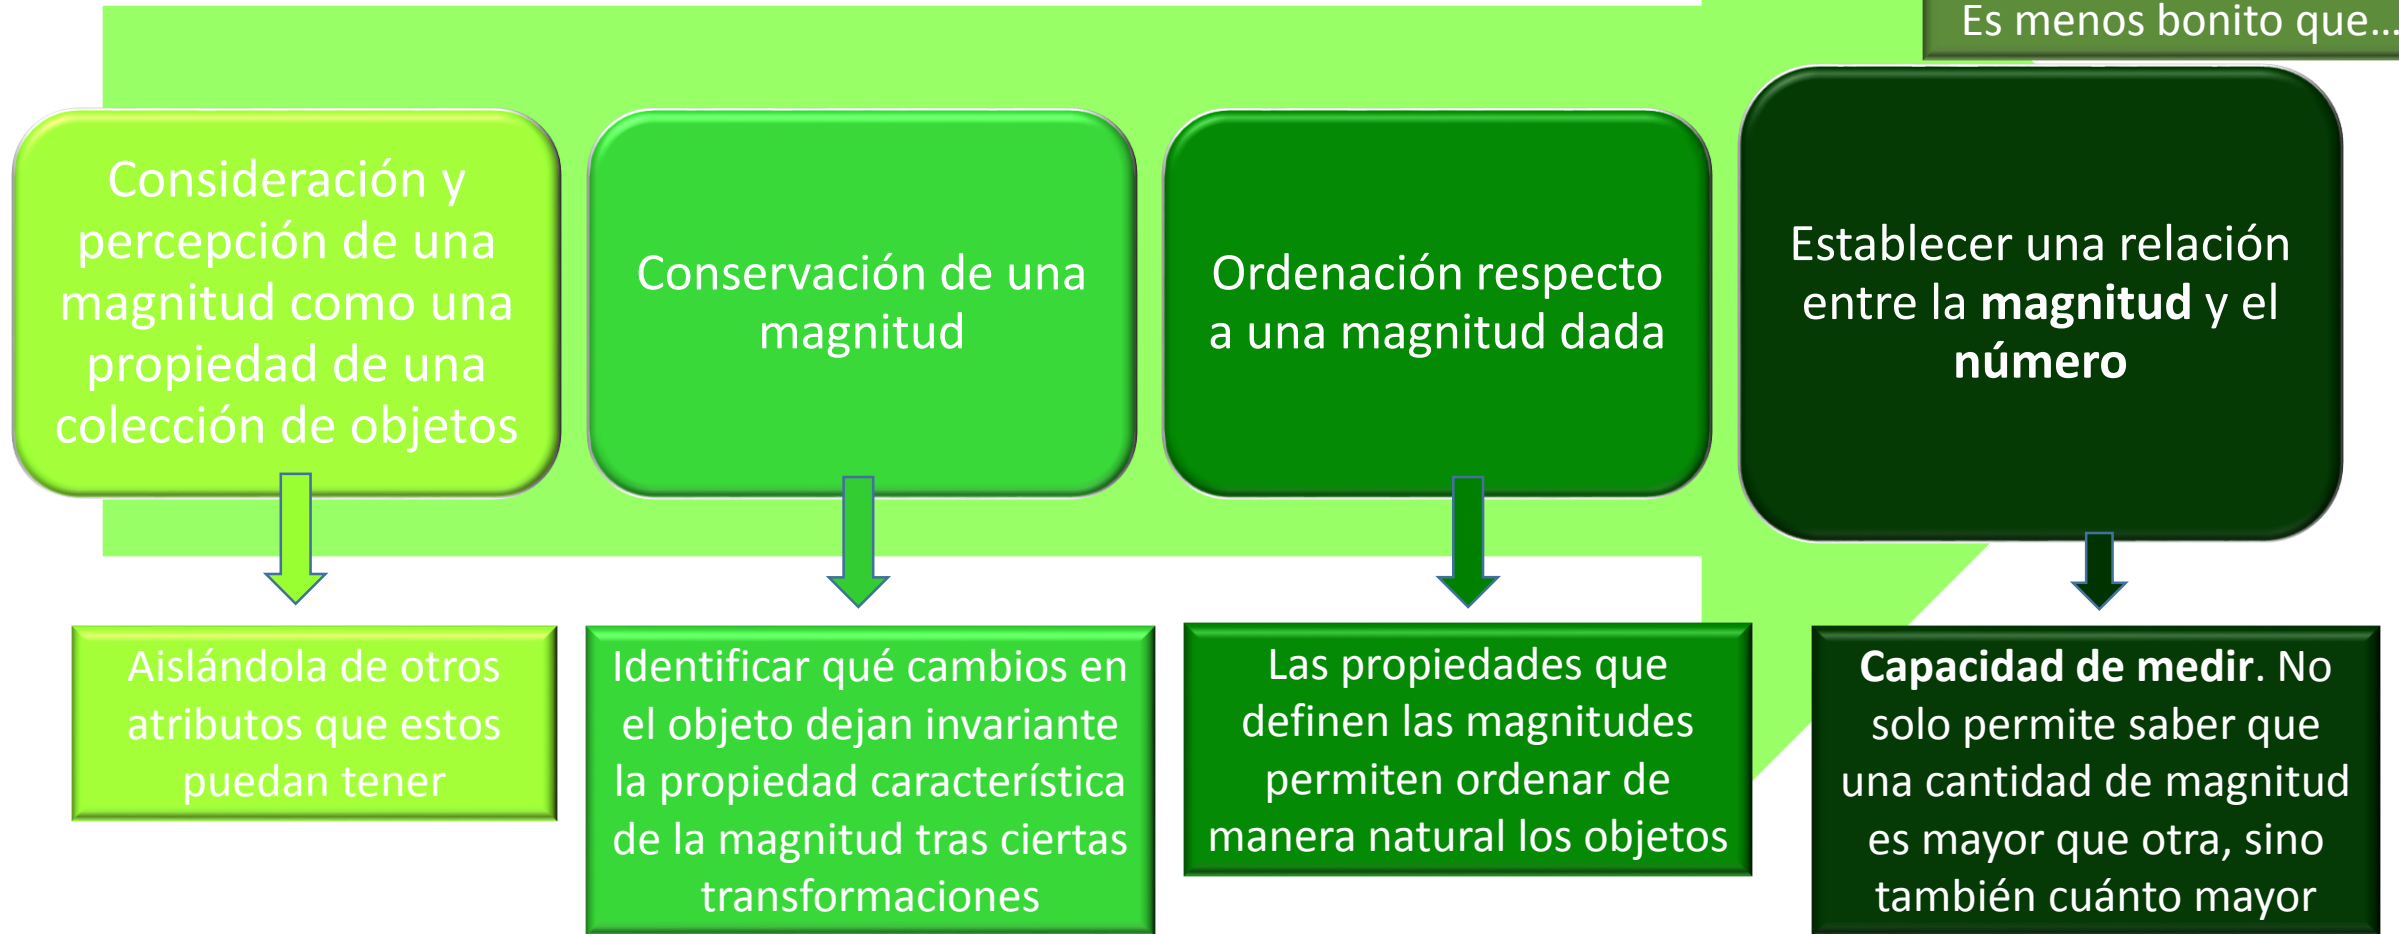 Es menos bonito que...
Consideración y
percepción de una
magnitud como una
propiedad de una
colección de objetos
Conservación de una
magnitud
Ordenación respecto
a una magnitud dada
Establecer una relación
entre la magnitud y el
número
Aislándola de otros
atributos que estos
puedan tener
Identificar qué cambios en
el objeto dejan invariante
la propiedad característica
de la magnitud tras ciertas
transformaciones
Las propiedades que
definen las magnitudes
permiten ordenar de
manera natural los objetos
Capacidad de medir. No
solo permite saber que
una cantidad de magnitud
es mayor que otra, sino
también cuánto mayor